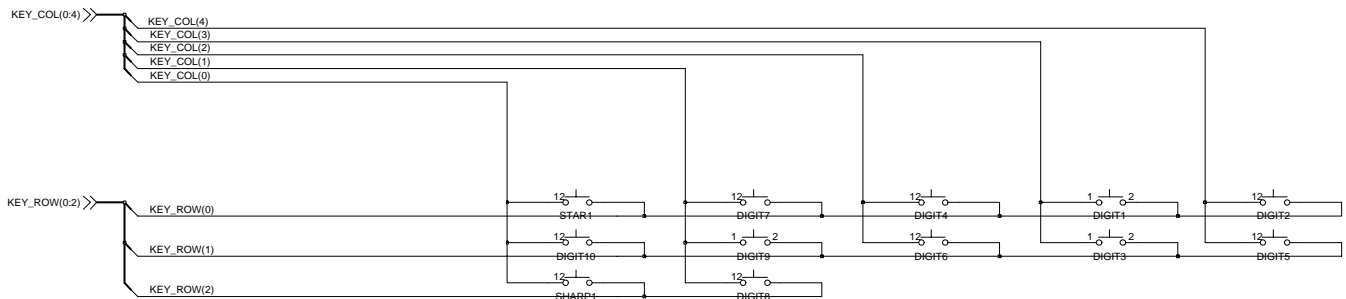 KEY_COL(0:4)
KEY_COL(4)
KEY_COL(3)
KEY_COL(2)
KEY_COL(1)
KEY_COL(0)
KEY_ROW(0:2)
KEY_ROW(0)
12 12 12 1 2 12
STAR1 DIGIT7 DIGIT4 DIGIT1 DIGIT2
KEY_ROW(1)
12 1 2 12 1 2 12
DIGIT10 DIGIT9 DIGIT6 DIGIT3 DIGIT5
KEY_ROW(2)
12 12
SHARP1 DIGIT8